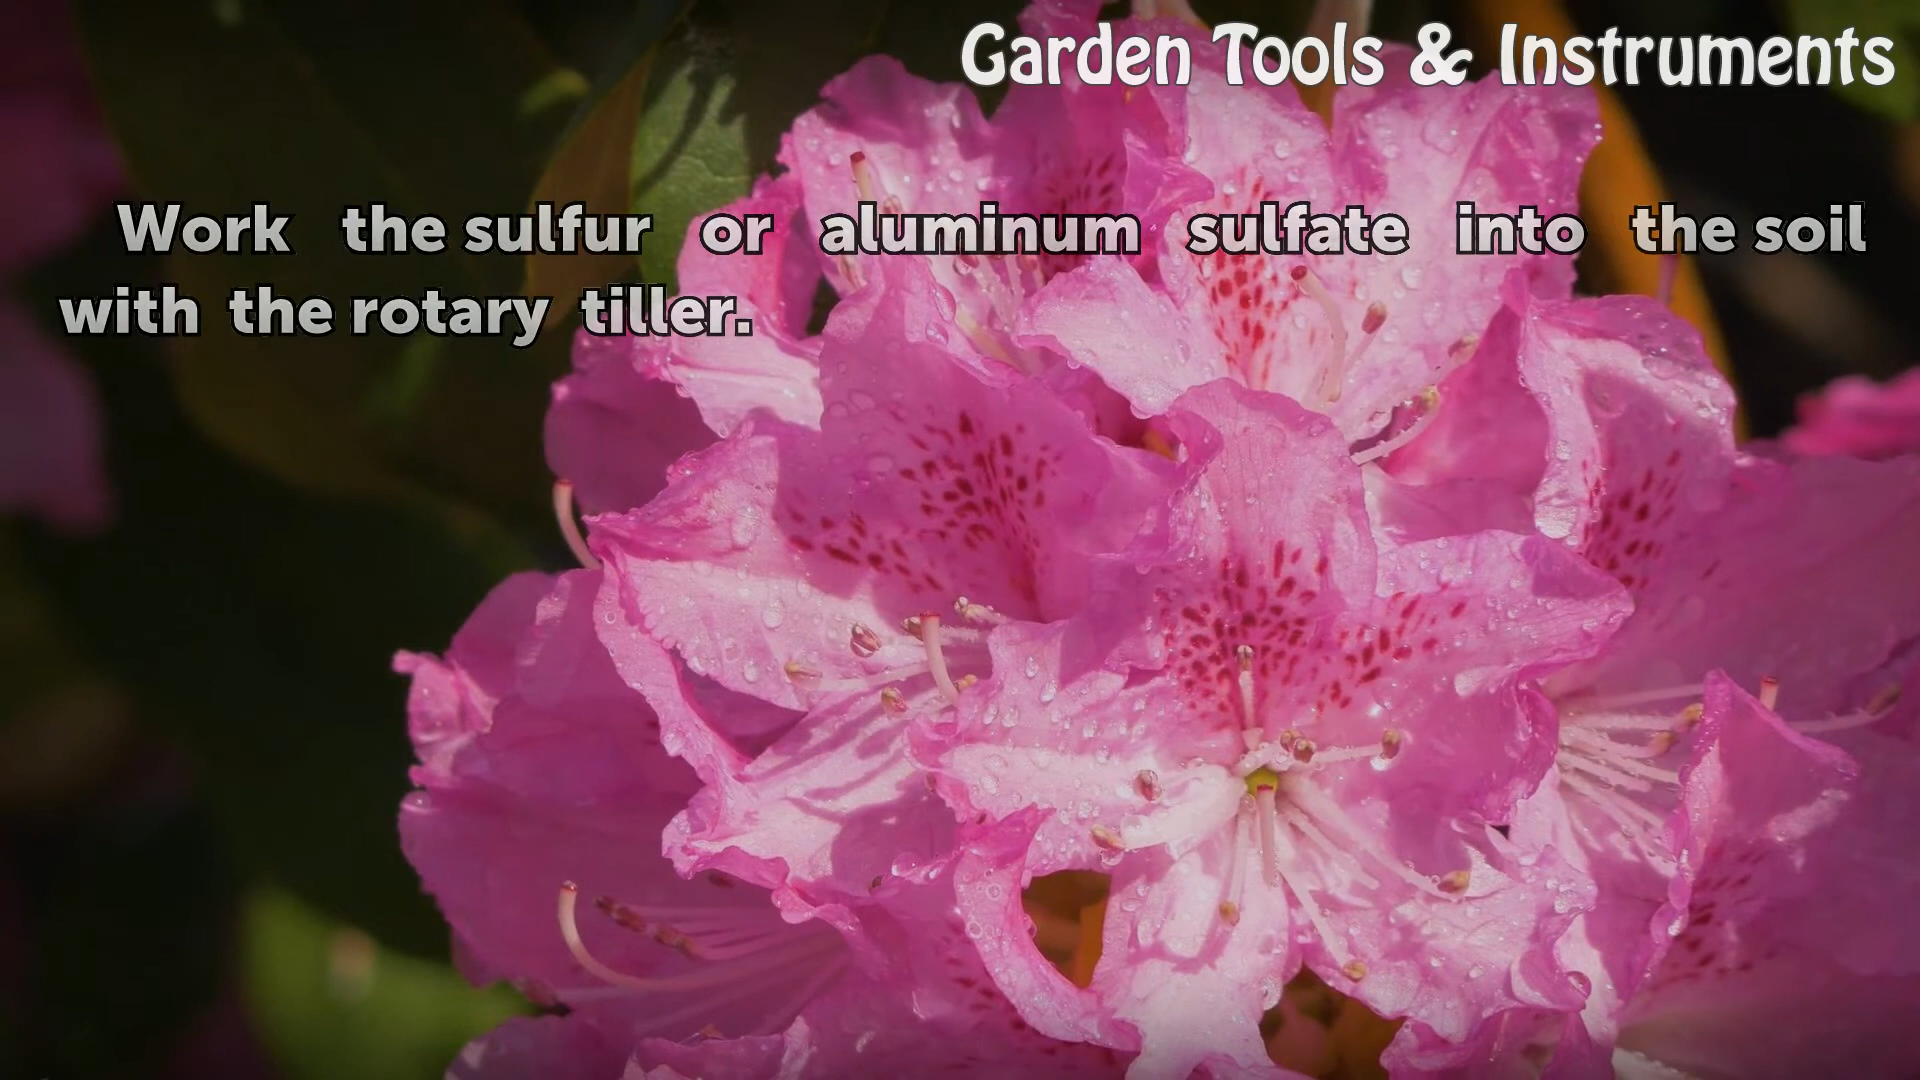 Garden Tools & Instruments
Work the sulfur or aluminum sulfate into the soil
with the rotary tiller.